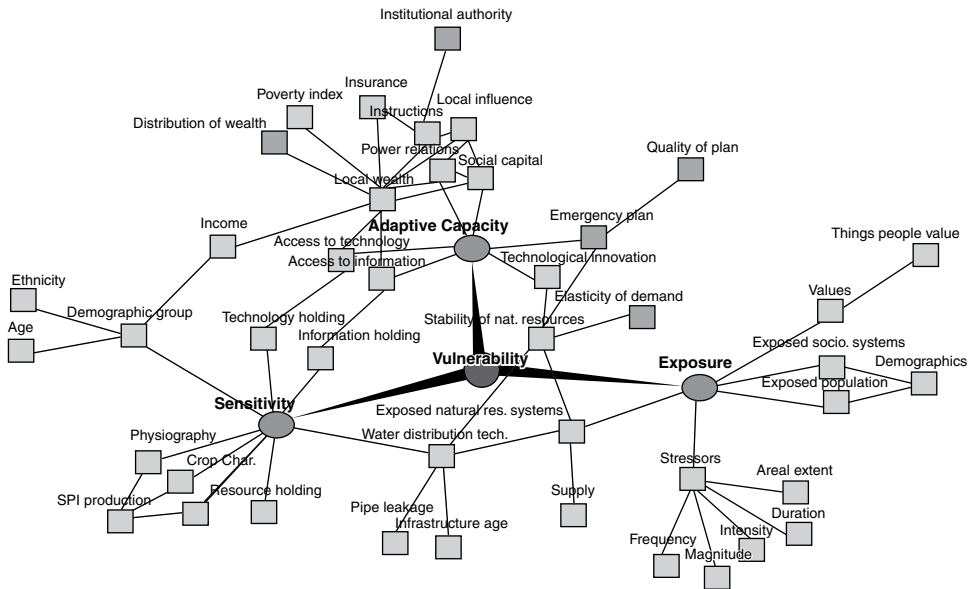 Institutional authority
Insurance
Poverty index
Local influence
Instructions
Distribution of wealth
Power relations
Quality of plan
Social capital
Local wealth
Emergency plan
Income
Adaptive Capacity
Things people value
Access to technology
Technological innovation
Access to information
Ethnicity
Values
Elasticity of demand
Demographic group
Technology holding
Stability of nat. resources
Age
Information holding
Exposed socio. systems
Vulnerability
Exposure
Demographics
Exposed population
Sensitivity
Exposed natural res. systems
Physiography
Water distribution tech.
Crop Char.
Stressors
Areal extent
SPI production
Resource holding
Supply
Pipe leakage
Duration
Infrastructure age
Intensity
Frequency
Magnitude